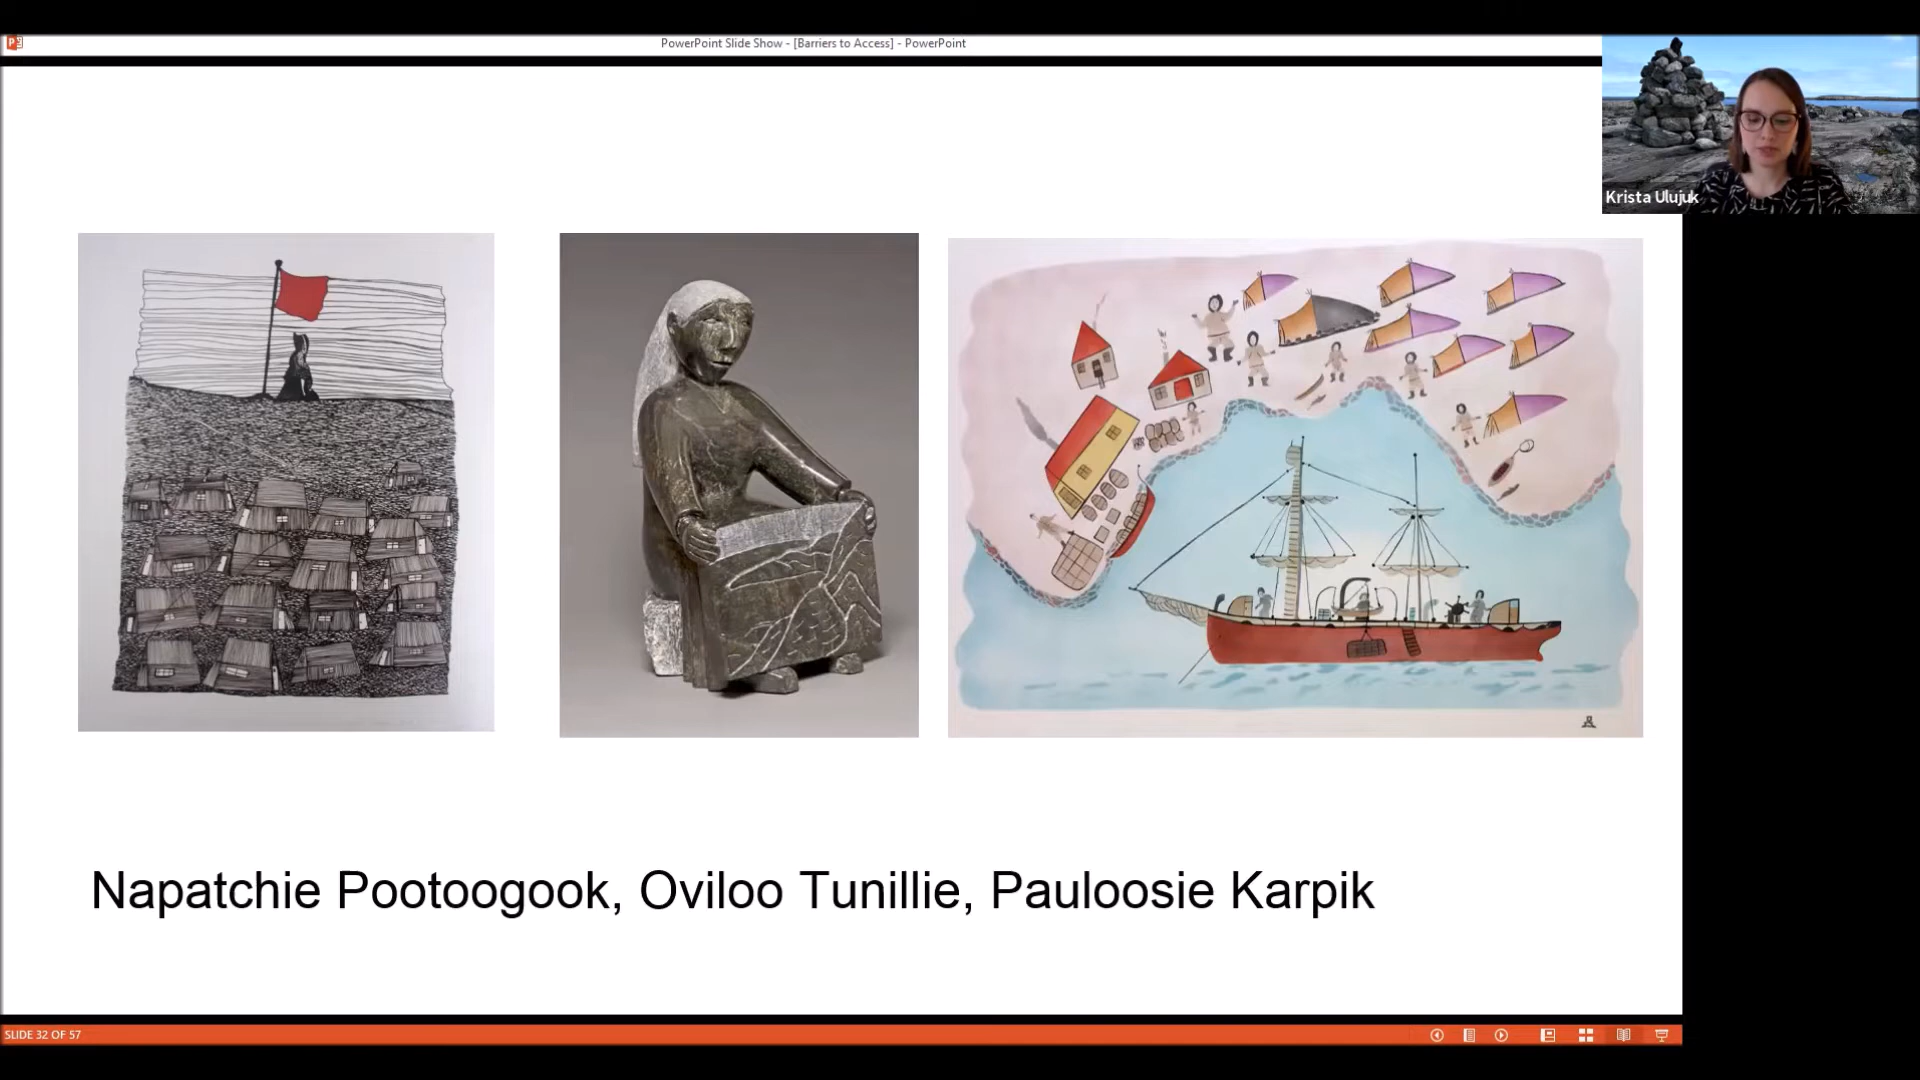 PowerPoint Slide Show - [Barriers to Access] - PowerPoint
Krista Ulujuk
Napatchie Pootoogook, Oviloo Tunillie, Pauloosie Karpik
SLIDE 32 OF 57